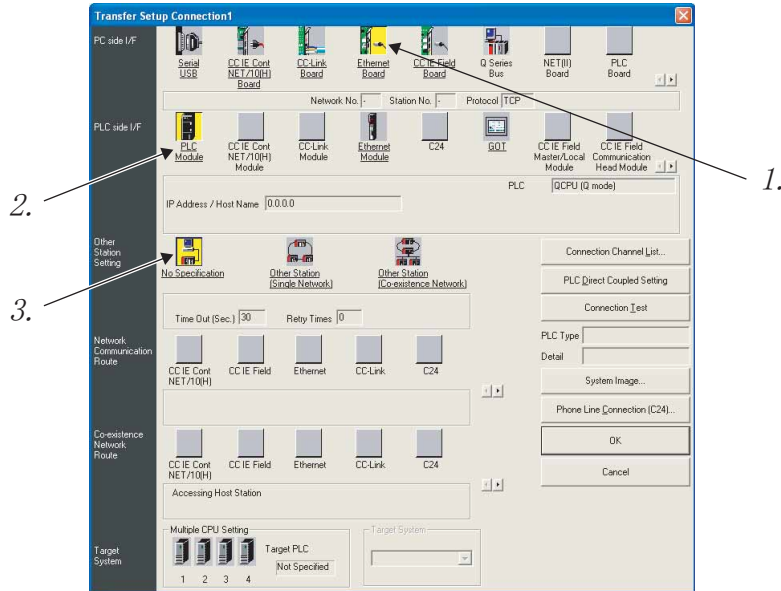 Transfer Setup Connection1
PC side I/F
Serial USB
CC IE Cont NET/10(H) Board
CC-Link Board
Ethernet Board
CC IE Field Board
Q Series Bus
NET(II) Board
PLC Board
Network No. -
Station No. -
Protocol TCP
1.
PLC side I/F
PLC Module
CC IE Cont NET/10(H) Module
CC-Link Module
Ethernet Module
C24
GOT
CC IE Field Master/Local Module
CC IE Field Communication Head Module
2.
PLC QCPU (Q mode)
IP Address / Host Name 0.0.0.0
Other Station Setting
No Specification
Other Station (Single Network)
Other Station (Co-existence Network)
3.
Time Out (Sec.) 30
Retry Times 0
Connection Channel List...
PLC Direct Coupled Setting
Connection Test
PLC Type
Detail
System Image...
Phone Line Connection (C24)...
OK
Cancel
Network Communication Route
CC IE Cont NET/10(H)
CC IE Field
Ethernet
CC-Link
C24
Co-existence Network Route
CC IE Cont NET/10(H)
CC IE Field
Ethernet
CC-Link
C24
Accessing Host Station
Target System
Multiple CPU Setting
1 2 3 4
Target PLC
Not Specified
Target System